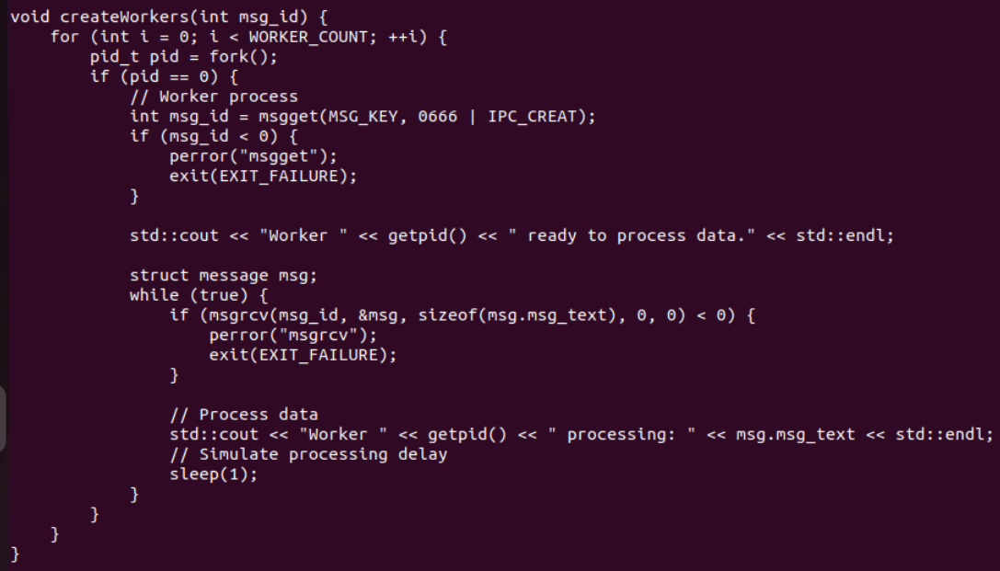 void createWorkers(int msg_id) {
    for (int i = 0; i < WORKER_COUNT; ++i) {
        pid_t pid = fork();
        if (pid == 0) {
            // Worker process
            int msg_id = msgget(MSG_KEY, 0666 | IPC_CREAT);
            if (msg_id < 0) {
                perror("msgget");
                exit(EXIT_FAILURE);
            }

            std::cout << "Worker " << getpid() << " ready to process data." << std::endl;

            struct message msg;
            while (true) {
                if (msgrcv(msg_id, &msg, sizeof(msg.msg_text), 0, 0) < 0) {
                    perror("msgrcv");
                    exit(EXIT_FAILURE);
                }

                // Process data
                std::cout << "Worker " << getpid() << " processing: " << msg.msg_text << std::endl;
                // Simulate processing delay
                sleep(1);
            }
        }
    }
}